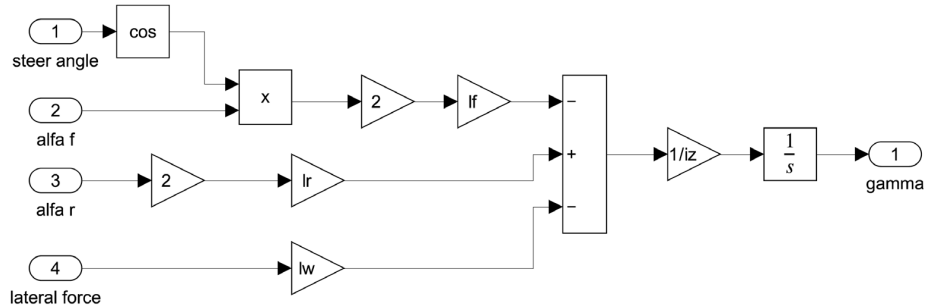 1
steer angle
cos
2
alfa f
x
2
lf
−
3
alfa r
2
lr
+
4
lateral force
lw
−
1/iz
1
s
1
gamma